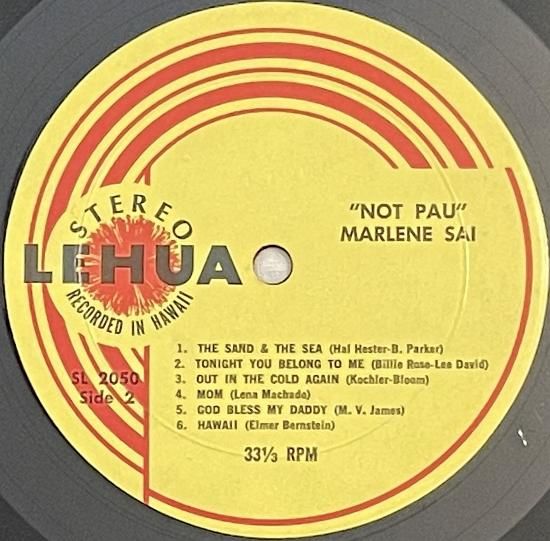 STEREO
LEHUA
RECORDED IN HAWAII
"NOT PAU"
MARLENE SAI
SL 2050
Side 2
1. THE SAND & THE SEA (Hal Hester-B. Parker)
2. TONIGHT YOU BELONG TO ME (Billie Rose-Lee David)
3. OUT IN THE COLD AGAIN (Kochler-Bloom)
4. MOM (Lena Machado)
5. GOD BLESS MY DADDY (M. V. James)
6. HAWAII (Elmer Bernstein)
33⅓ RPM